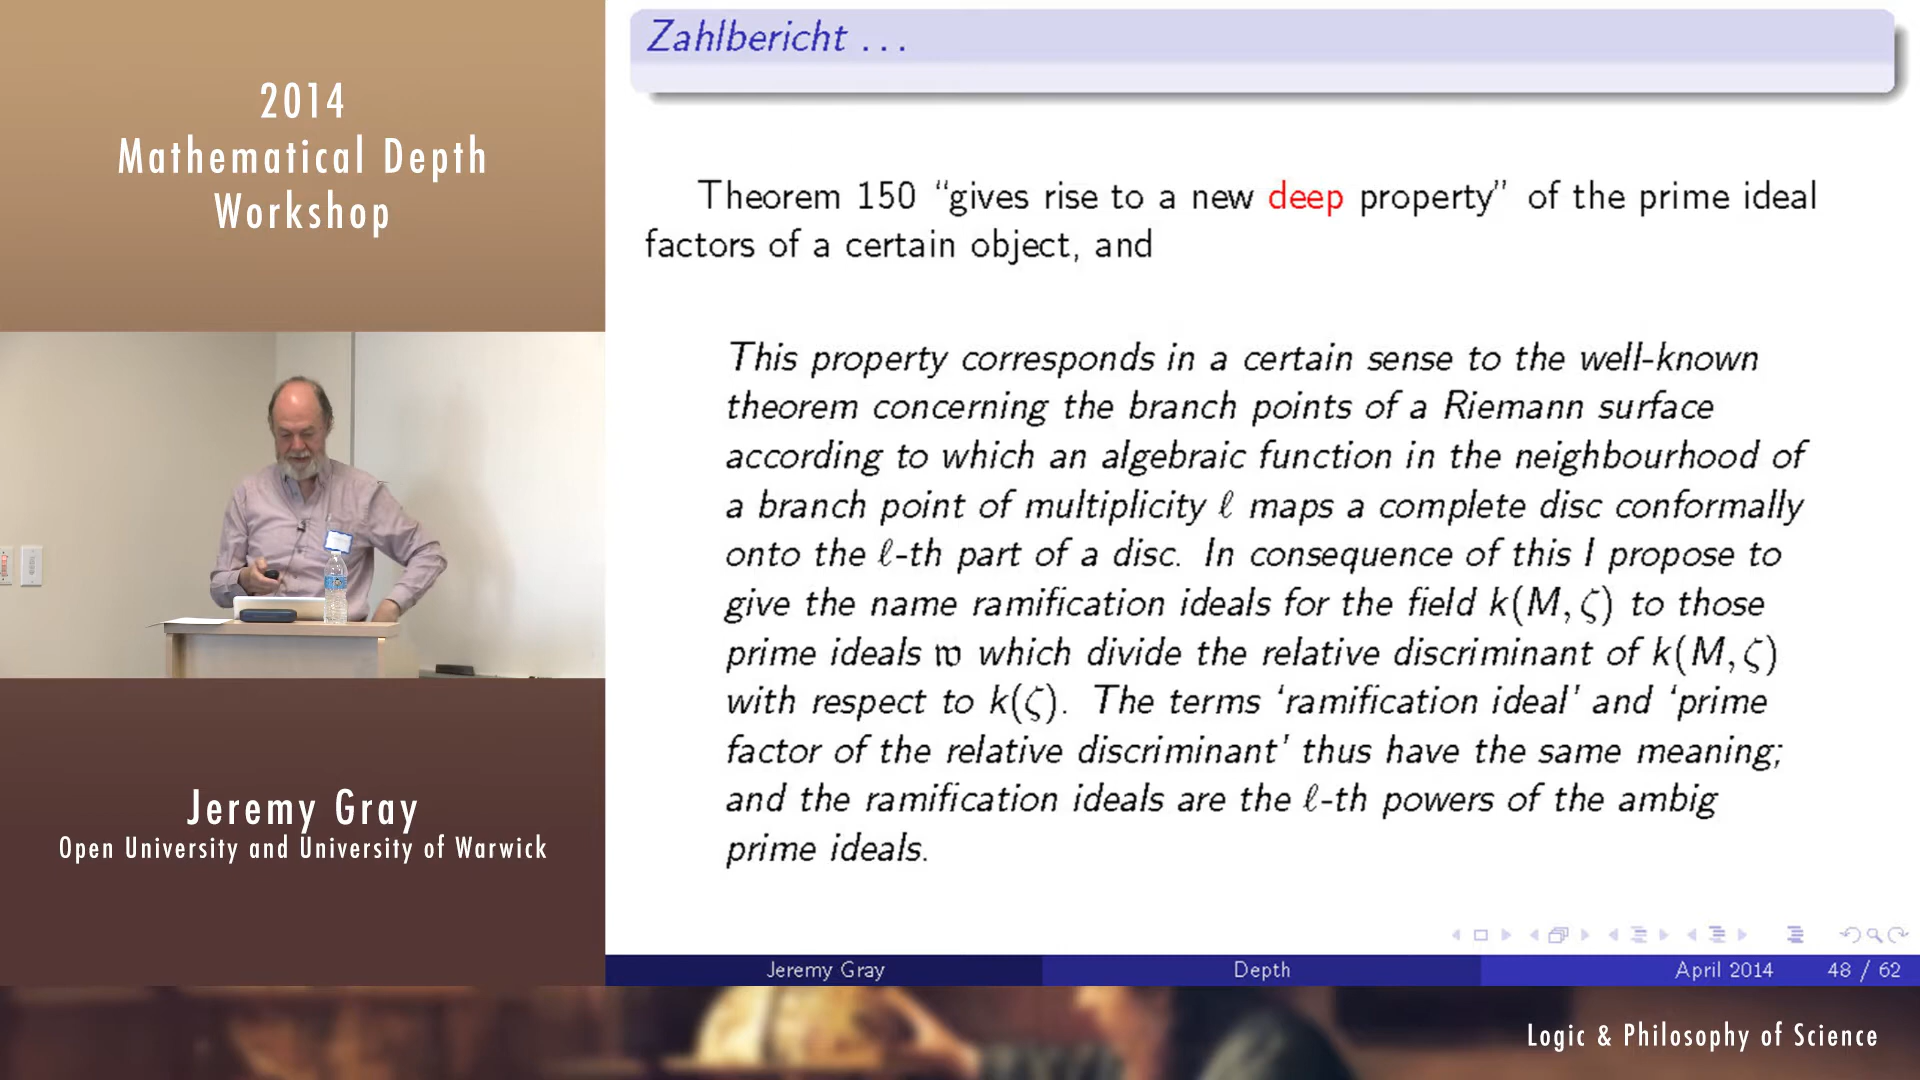 2014
Mathematical Depth
Workshop
Jeremy Gray
Open University and University of Warwick
Zahlbericht ...
Theorem 150 “gives rise to a new deep property” of the prime ideal
factors of a certain object, and
This property corresponds in a certain sense to the well-known
theorem concerning the branch points of a Riemann surface
according to which an algebraic function in the neighbourhood of
a branch point of multiplicity ℓ maps a complete disc conformally
onto the ℓ-th part of a disc. In consequence of this I propose to
give the name ramification ideals for the field k(M, ζ) to those
prime ideals 𝔴 which divide the relative discriminant of k(M, ζ)
with respect to k(ζ). The terms ‘ramification ideal’ and ‘prime
factor of the relative discriminant’ thus have the same meaning;
and the ramification ideals are the ℓ-th powers of the ambig
prime ideals.
Jeremy Gray Depth April 2014 48 / 62
Logic & Philosophy of Science